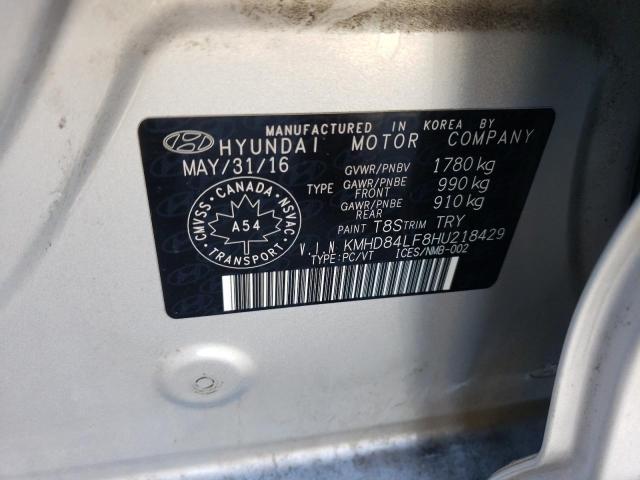 MANUFACTURED IN KOREA BY
HYUNDAI MOTOR COMPANY
MAY/31/16
GVWR/PNBV 1780 kg
TYPE GAWR/PNBE FRONT 990 kg
GAWR/PNBE REAR 910 kg
PAINT T8S TRIM TRY
V.I.N KMHD84LF8HU218429
TYPE:PC/VT ICES/NMB-002
CANADA
CMVSS NSVAC
A54
TRANSPORT